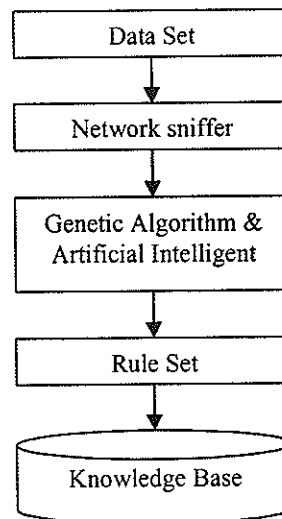 Data Set
Network sniffer
Genetic Algorithm &
Artificial Intelligent
Rule Set
Knowledge Base